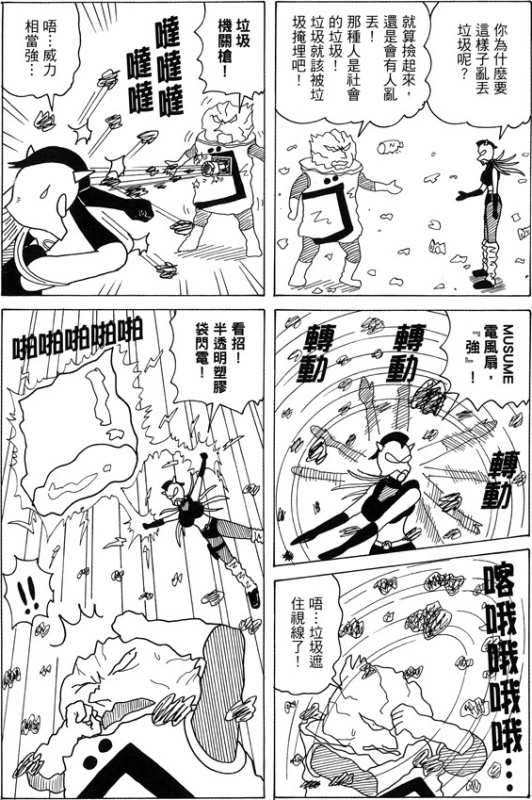 你為什麼要
這樣子亂丟
垃圾呢?
就算撿起來,
還是會有人亂
丟!
那種人是社會
的垃圾!
垃圾就該被垃
圾掩埋吧!
垃圾
機關槍!
噠噠噠
噠噠噠
唔…威力
相當強…
MUSUME
電風扇,
『強』!
轉動
轉動
轉動
喀哦哦哦哦…
唔…垃圾遮
住視線了!
看招!
半透明塑膠
袋閃電!
啪啪啪啪啪
!!